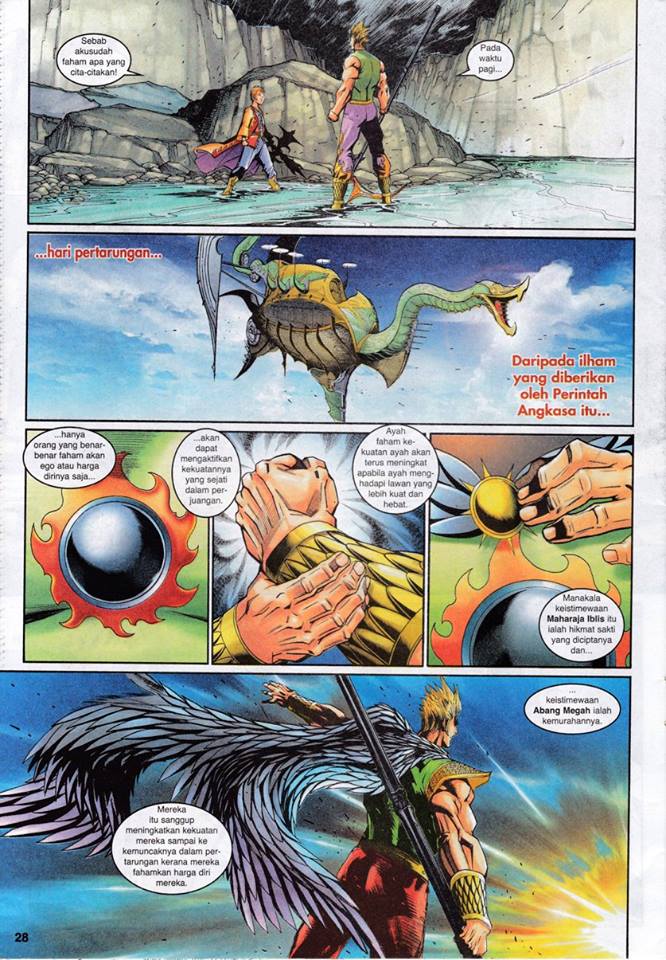 Sebab
akusudah
faham apa yang
cita-citakan!
Pada
waktu
pagi...
...hari pertarungan...
Daripada ilham
yang diberikan
oleh Perintah
Angkasa itu...
...hanya
orang yang benar-
benar faham akan
ego atau harga
dirinya saja...
...akan
dapat
mengaktifkan
kekuatannya
yang sejati
dalam per-
juangan.
Ayah
faham ke-
kuatan ayah akan
terus meningkat
apabila ayah meng-
hadapi lawan yang
lebih kuat dan
hebat.
Manakala
keistimewaan
Maharaja Iblis itu
ialah hikmat sakti
yang diciptanya
dan...
...
keistimewaan
Abang Megah ialah
kemurahannya.
Mereka
itu sanggup
meningkatkan kekuatan
mereka sampai ke
kemuncaknya dalam per-
tarungan kerana mereka
fahamkan harga diri
mereka.
28